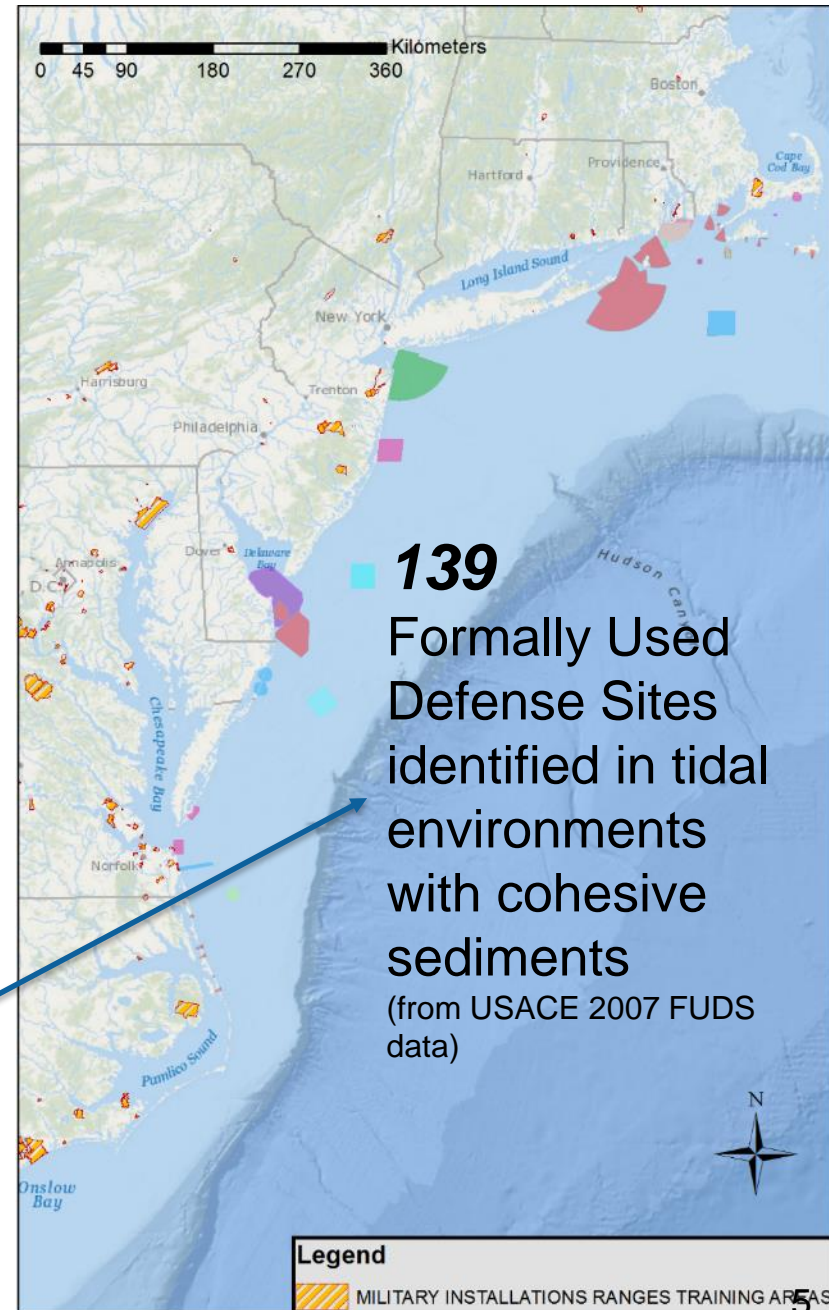 Kilometers
0 45 90 180 270 360
Boston
Cape
Cod Bay
Providence
Hartford
Long Island Sound
New York
Harrisburg
Trenton
Philadelphia
Dover
Delaware
Bay
Annapolis
D.C.
Hudson Canyon
139
Formally Used
Defense Sites
identified in tidal
environments
with cohesive
sediments
(from USACE 2007 FUDS
data)
Chesapeake Bay
Norfolk
Pamlico Sound
N
Onslow
Bay
Legend
MILITARY INSTALLATIONS RANGES TRAINING AREAS
5